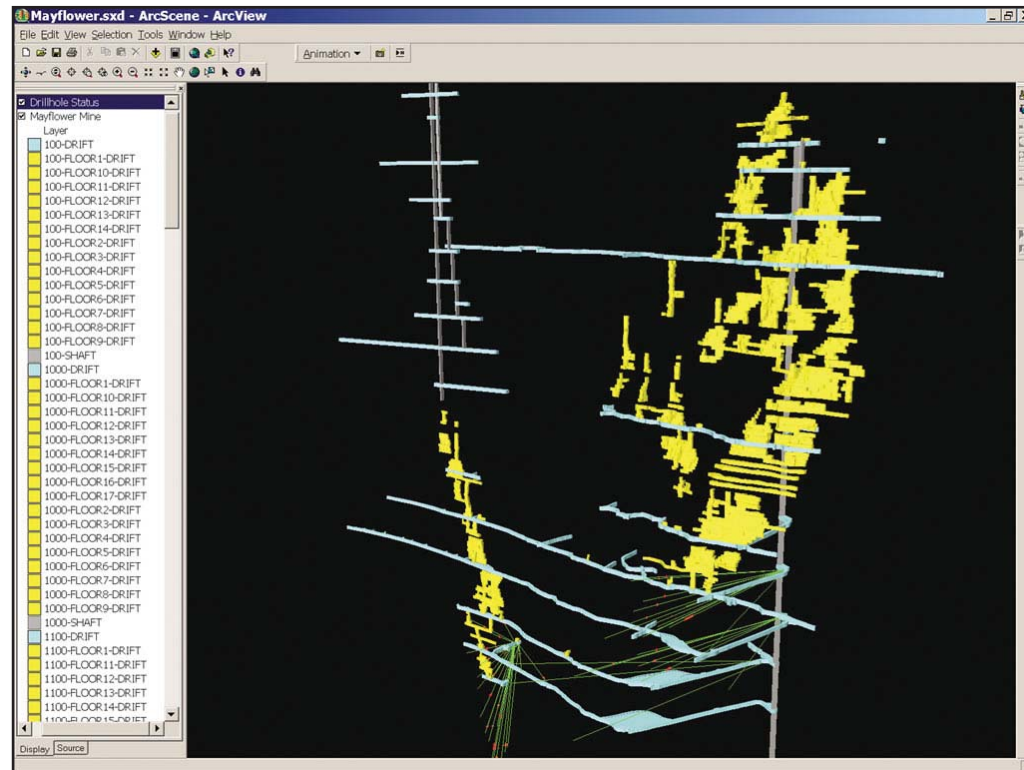 Mayflower.sxd - ArcScene - ArcView
File Edit View Selection Tools Window Help
Animation
Drillhole Status
Mayflower Mine
Layer
100-DRIFT
100-FLOOR1-DRIFT
100-FLOOR10-DRIFT
100-FLOOR11-DRIFT
100-FLOOR12-DRIFT
100-FLOOR13-DRIFT
100-FLOOR14-DRIFT
100-FLOOR2-DRIFT
100-FLOOR3-DRIFT
100-FLOOR4-DRIFT
100-FLOOR5-DRIFT
100-FLOOR6-DRIFT
100-FLOOR7-DRIFT
100-FLOOR8-DRIFT
100-FLOOR9-DRIFT
100-SHAFT
1000-DRIFT
1000-FLOOR1-DRIFT
1000-FLOOR10-DRIFT
1000-FLOOR11-DRIFT
1000-FLOOR12-DRIFT
1000-FLOOR13-DRIFT
1000-FLOOR14-DRIFT
1000-FLOOR15-DRIFT
1000-FLOOR16-DRIFT
1000-FLOOR17-DRIFT
1000-FLOOR2-DRIFT
1000-FLOOR3-DRIFT
1000-FLOOR4-DRIFT
1000-FLOOR5-DRIFT
1000-FLOOR6-DRIFT
1000-FLOOR7-DRIFT
1000-FLOOR8-DRIFT
1000-FLOOR9-DRIFT
1000-SHAFT
1100-DRIFT
1100-FLOOR1-DRIFT
1100-FLOOR11-DRIFT
1100-FLOOR12-DRIFT
1100-FLOOR13-DRIFT
1100-FLOOR14-DRIFT
1100-FLOOR15-DRIFT
Display Source